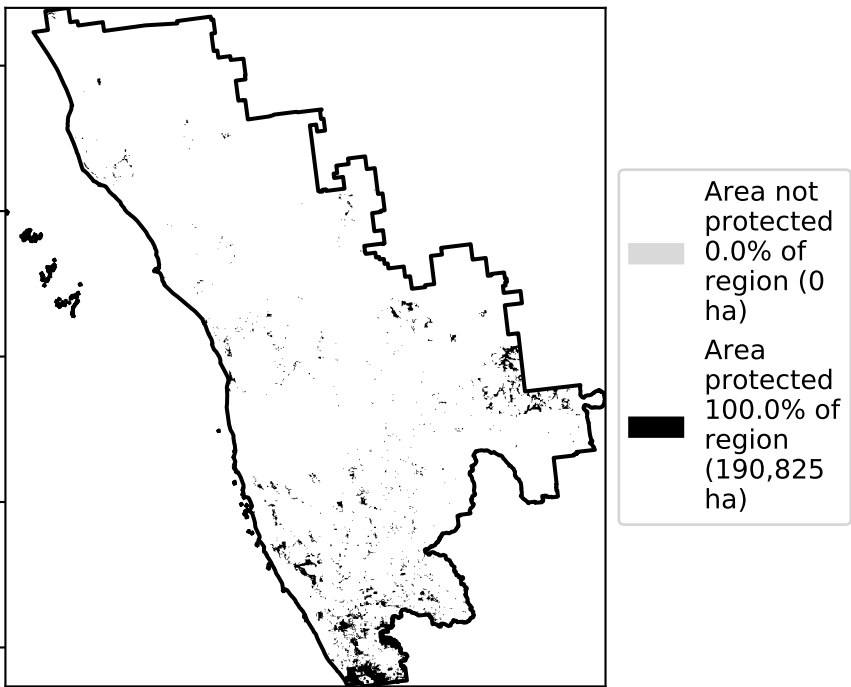 Area not
protected
0.0% of
region (0
ha)
Area
protected
100.0% of
region
(190,825
ha)